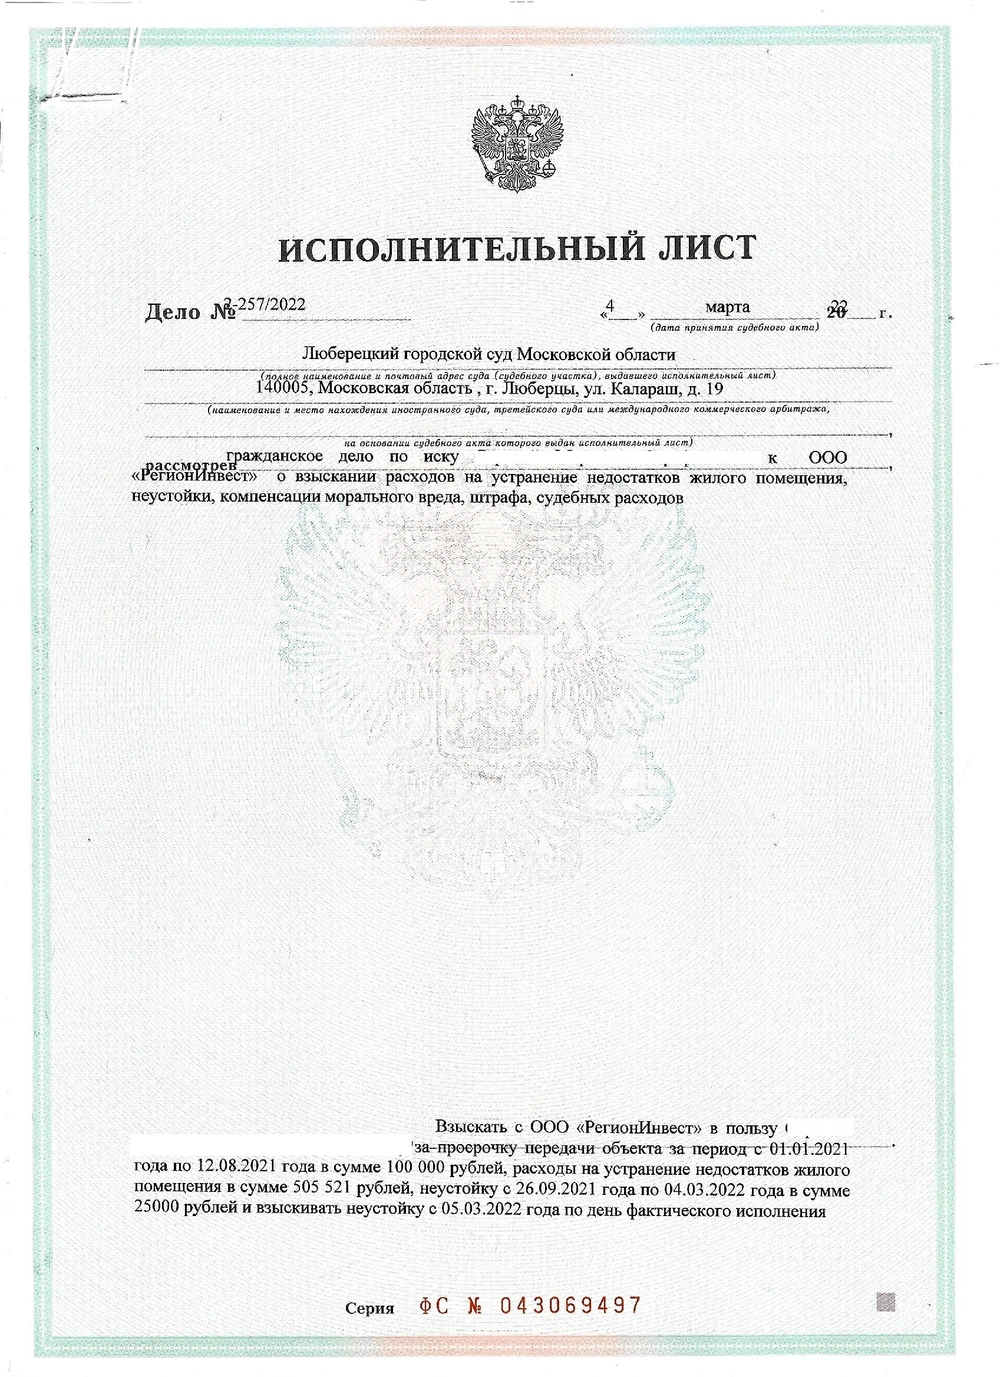 ИСПОЛНИТЕЛЬНЫЙ ЛИСТ
Дело № 2-257/2022 « 4 » марта 2022 г.
(дата принятия судебного акта)
Люберецкий городской суд Московской области
(полное наименование и почтовый адрес суда (судебного участка), выдавшего исполнительный лист)
140005, Московская область , г. Люберцы, ул. Калараш, д. 19
(наименование и место нахождения иностранного суда, третейского суда или международного коммерческого арбитража,
,
на основании судебного акта которого выдан исполнительный лист)
рассмотрев гражданское дело по иску к ООО ,
«РегионИнвест» о взыскании расходов на устранение недостатков жилого помещения,
неустойки, компенсации морального вреда, штрафа, судебных расходов
Взыскать с ООО «РегионИнвест» в пользу
за просрочку передачи объекта за период с 01.01.2021
года по 12.08.2021 года в сумме 100 000 рублей, расходы на устранение недостатков жилого
помещения в сумме 505 521 рублей, неустойку с 26.09.2021 года по 04.03.2022 года в сумме
25000 рублей и взыскивать неустойку с 05.03.2022 года по день фактического исполнения
Серия ФС № 043069497